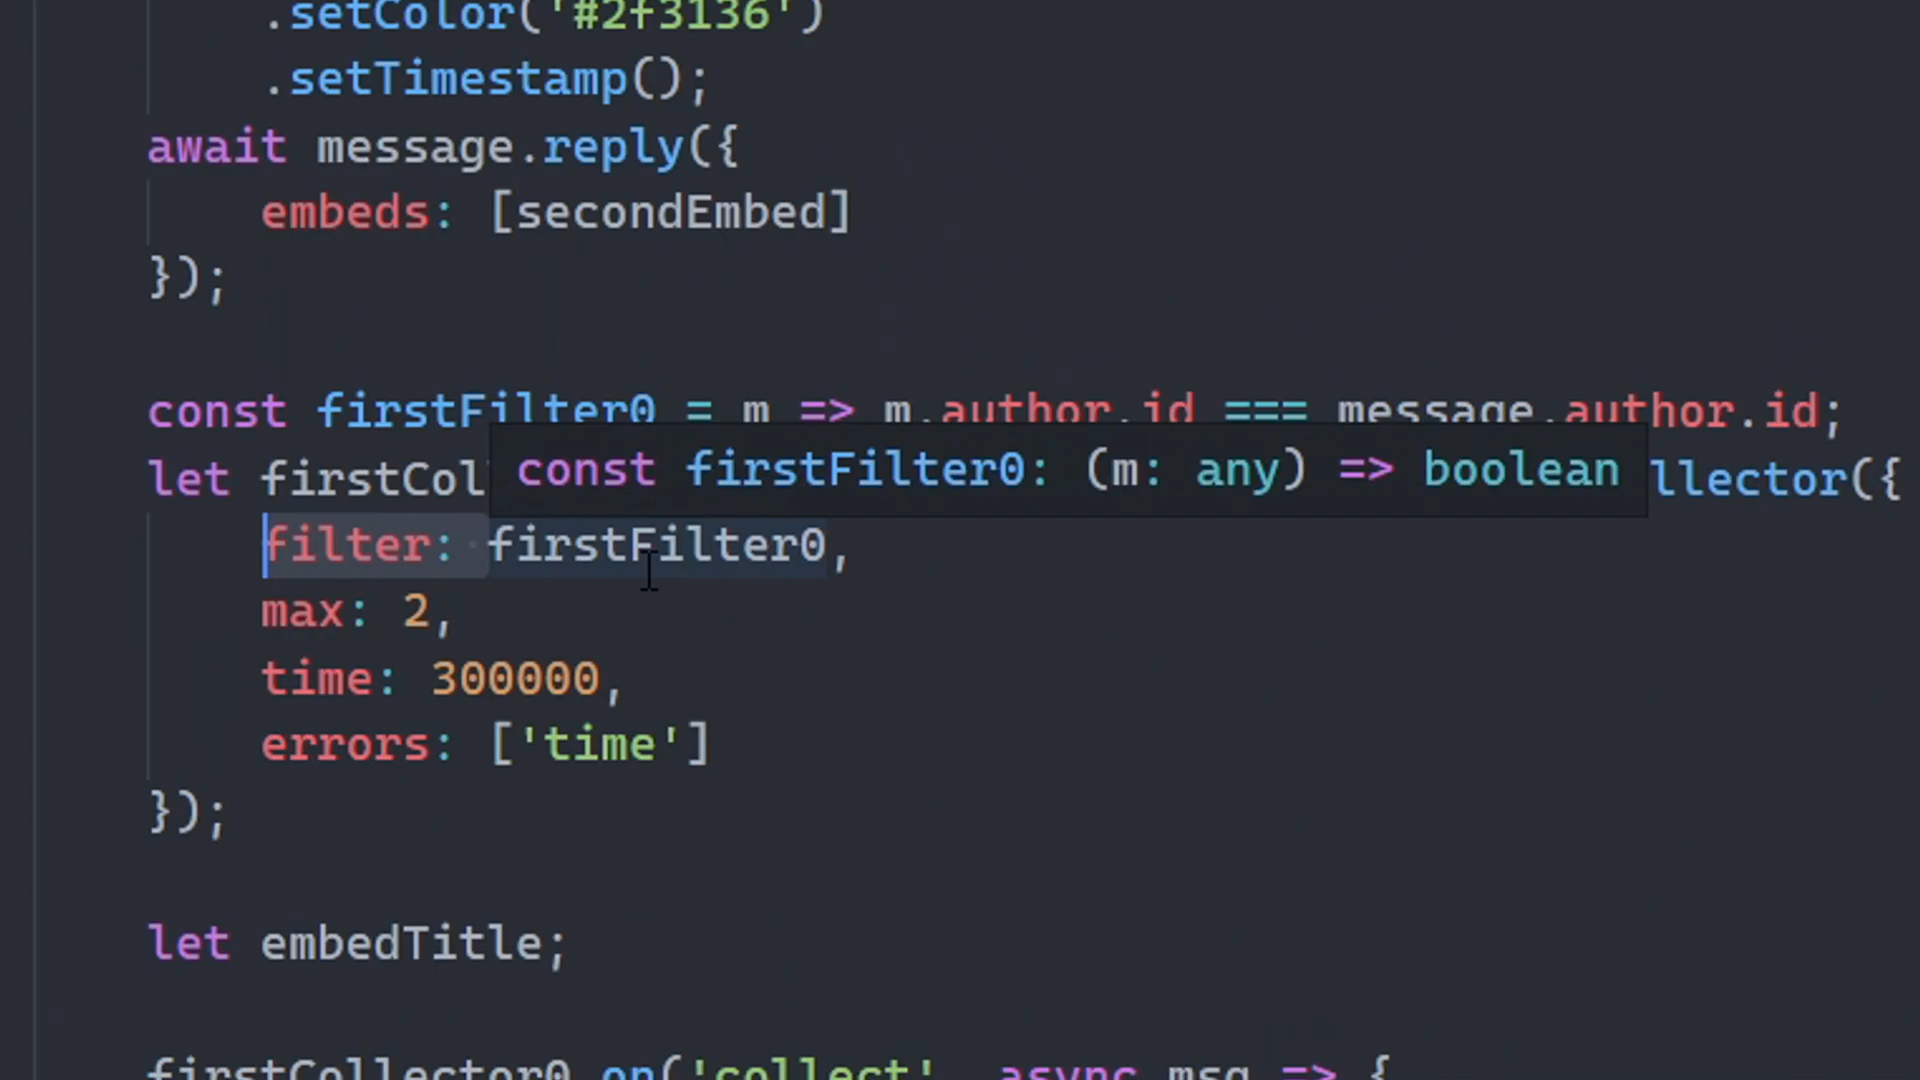 .setColor('#2f3136')
.setTimestamp();
await message.reply({
embeds: [secondEmbed]
});
const firstFilter0 = m => m.author.id === message.author.id;
let firstCol
const firstFilter0: (m: any) => boolean
llector({
filter: firstFilter0,
max: 2,
time: 300000,
errors: ['time']
});
let embedTitle;
firstCollector0.on('collect', async msg => {